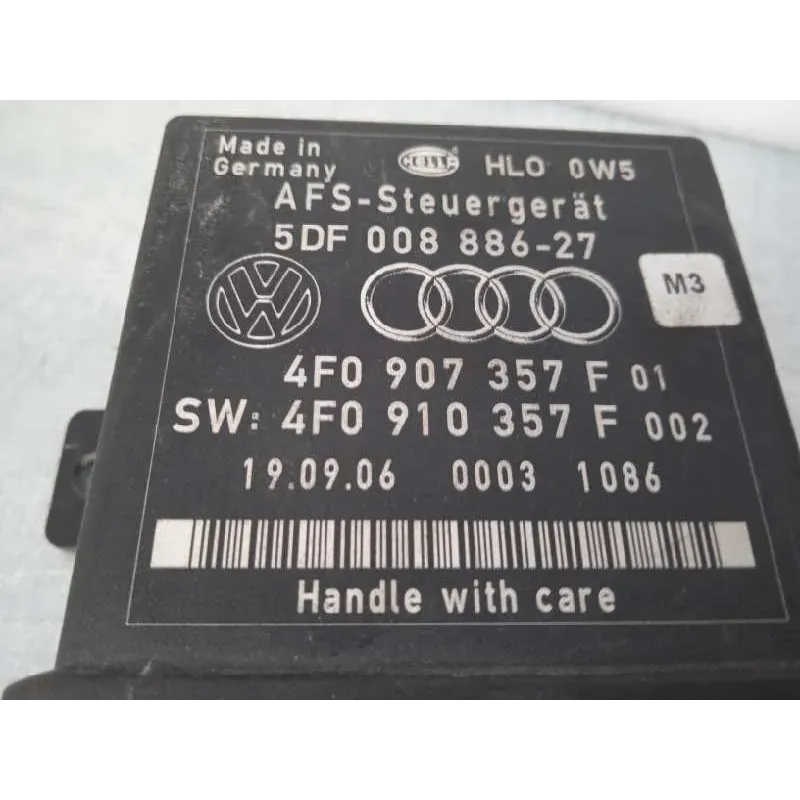 Made in
Germany
HELLA HLO 0W5
AFS-Steuergerät
5DF 008 886-27
M3
4F0 907 357 F 01
SW: 4F0 910 357 F 002
19.09.06 0003 1086
Handle with care